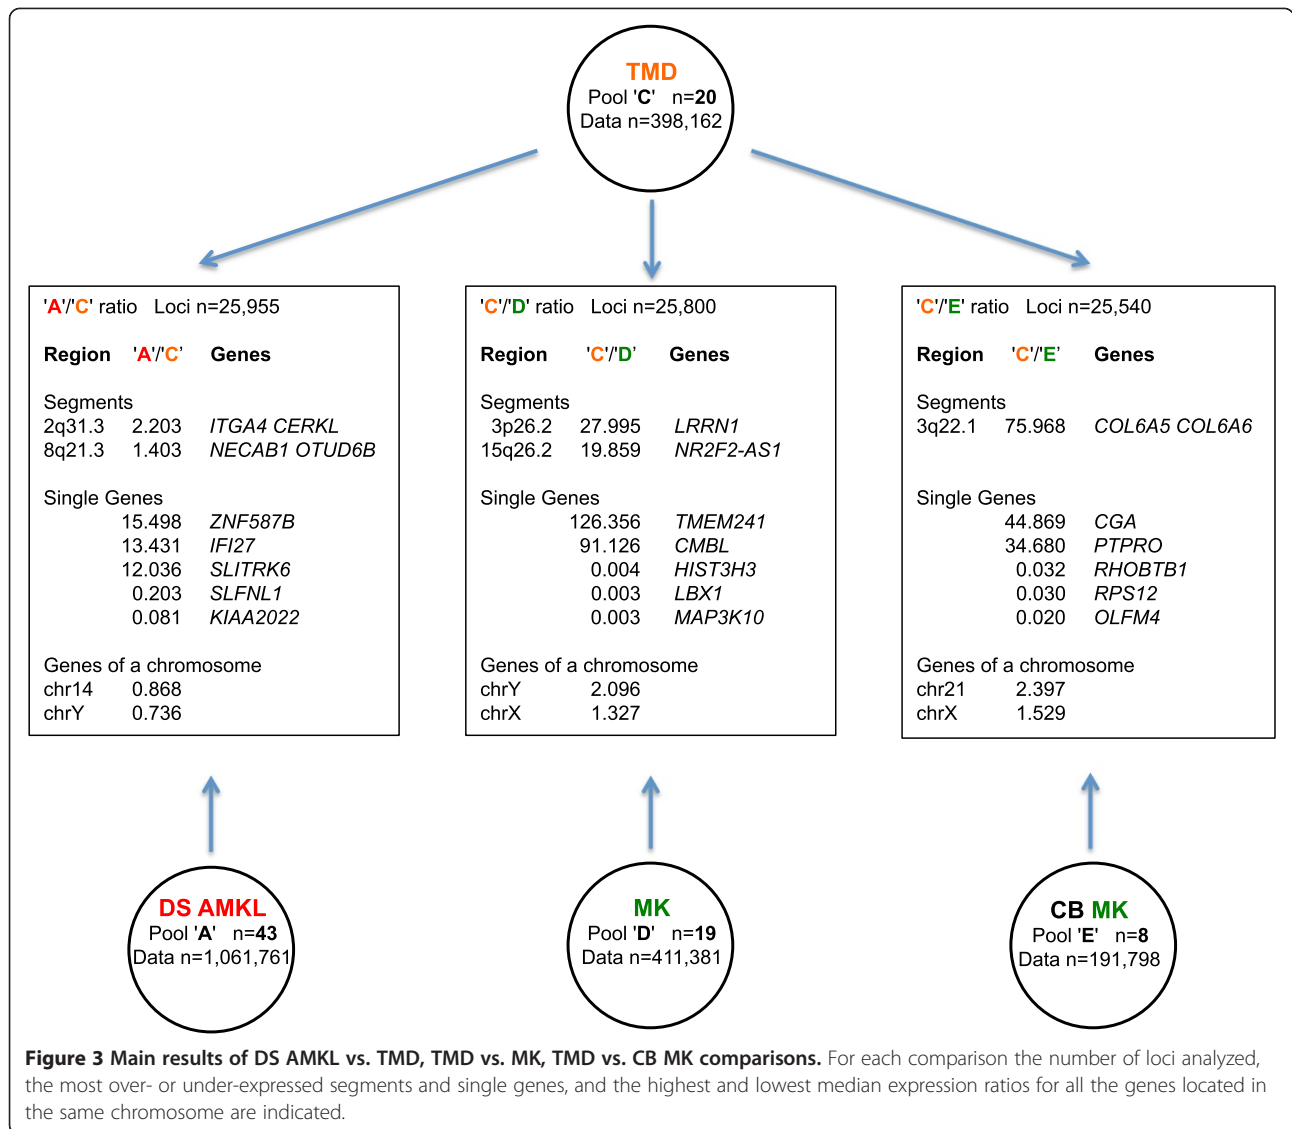 TMD
Pool 'C' n=20
Data n=398,162
'A'/'C' ratio Loci n=25,955
Region 'A'/'C' Genes
Segments
2q31.3 2.203 ITGA4 CERKL
8q21.3 1.403 NECAB1 OTUD6B
Single Genes
15.498 ZNF587B
13.431 IFI27
12.036 SLITRK6
0.203 SLFNL1
0.081 KIAA2022
Genes of a chromosome
chr14 0.868
chrY 0.736
'C'/'D' ratio Loci n=25,800
Region 'C'/'D' Genes
Segments
3p26.2 27.995 LRRN1
15q26.2 19.859 NR2F2-AS1
Single Genes
126.356 TMEM241
91.126 CMBL
0.004 HIST3H3
0.003 LBX1
0.003 MAP3K10
Genes of a chromosome
chrY 2.096
chrX 1.327
'C'/'E' ratio Loci n=25,540
Region 'C'/'E' Genes
Segments
3q22.1 75.968 COL6A5 COL6A6
Single Genes
44.869 CGA
34.680 PTPRO
0.032 RHOBTB1
0.030 RPS12
0.020 OLFM4
Genes of a chromosome
chr21 2.397
chrX 1.529
DS AMKL
Pool 'A' n=43
Data n=1,061,761
MK
Pool 'D' n=19
Data n=411,381
CB MK
Pool 'E' n=8
Data n=191,798
Figure 3 Main results of DS AMKL vs. TMD, TMD vs. MK, TMD vs. CB MK comparisons. For each comparison the number of loci analyzed,
the most over- or under-expressed segments and single genes, and the highest and lowest median expression ratios for all the genes located in
the same chromosome are indicated.